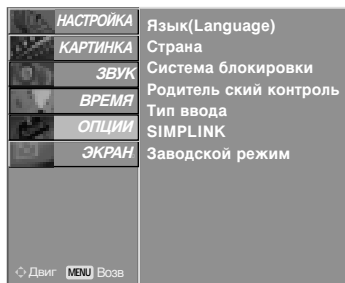 НАСТРОЙКА
КАРТИНКА
ЗВУК
ВРЕМЯ
ОПЦИИ
ЭКРАН
Язык(Language)
Страна
Система блокировки
Родитель ский контроль
Тип ввода
SIMPLINK
Заводской режим
Двиг MENU Возв